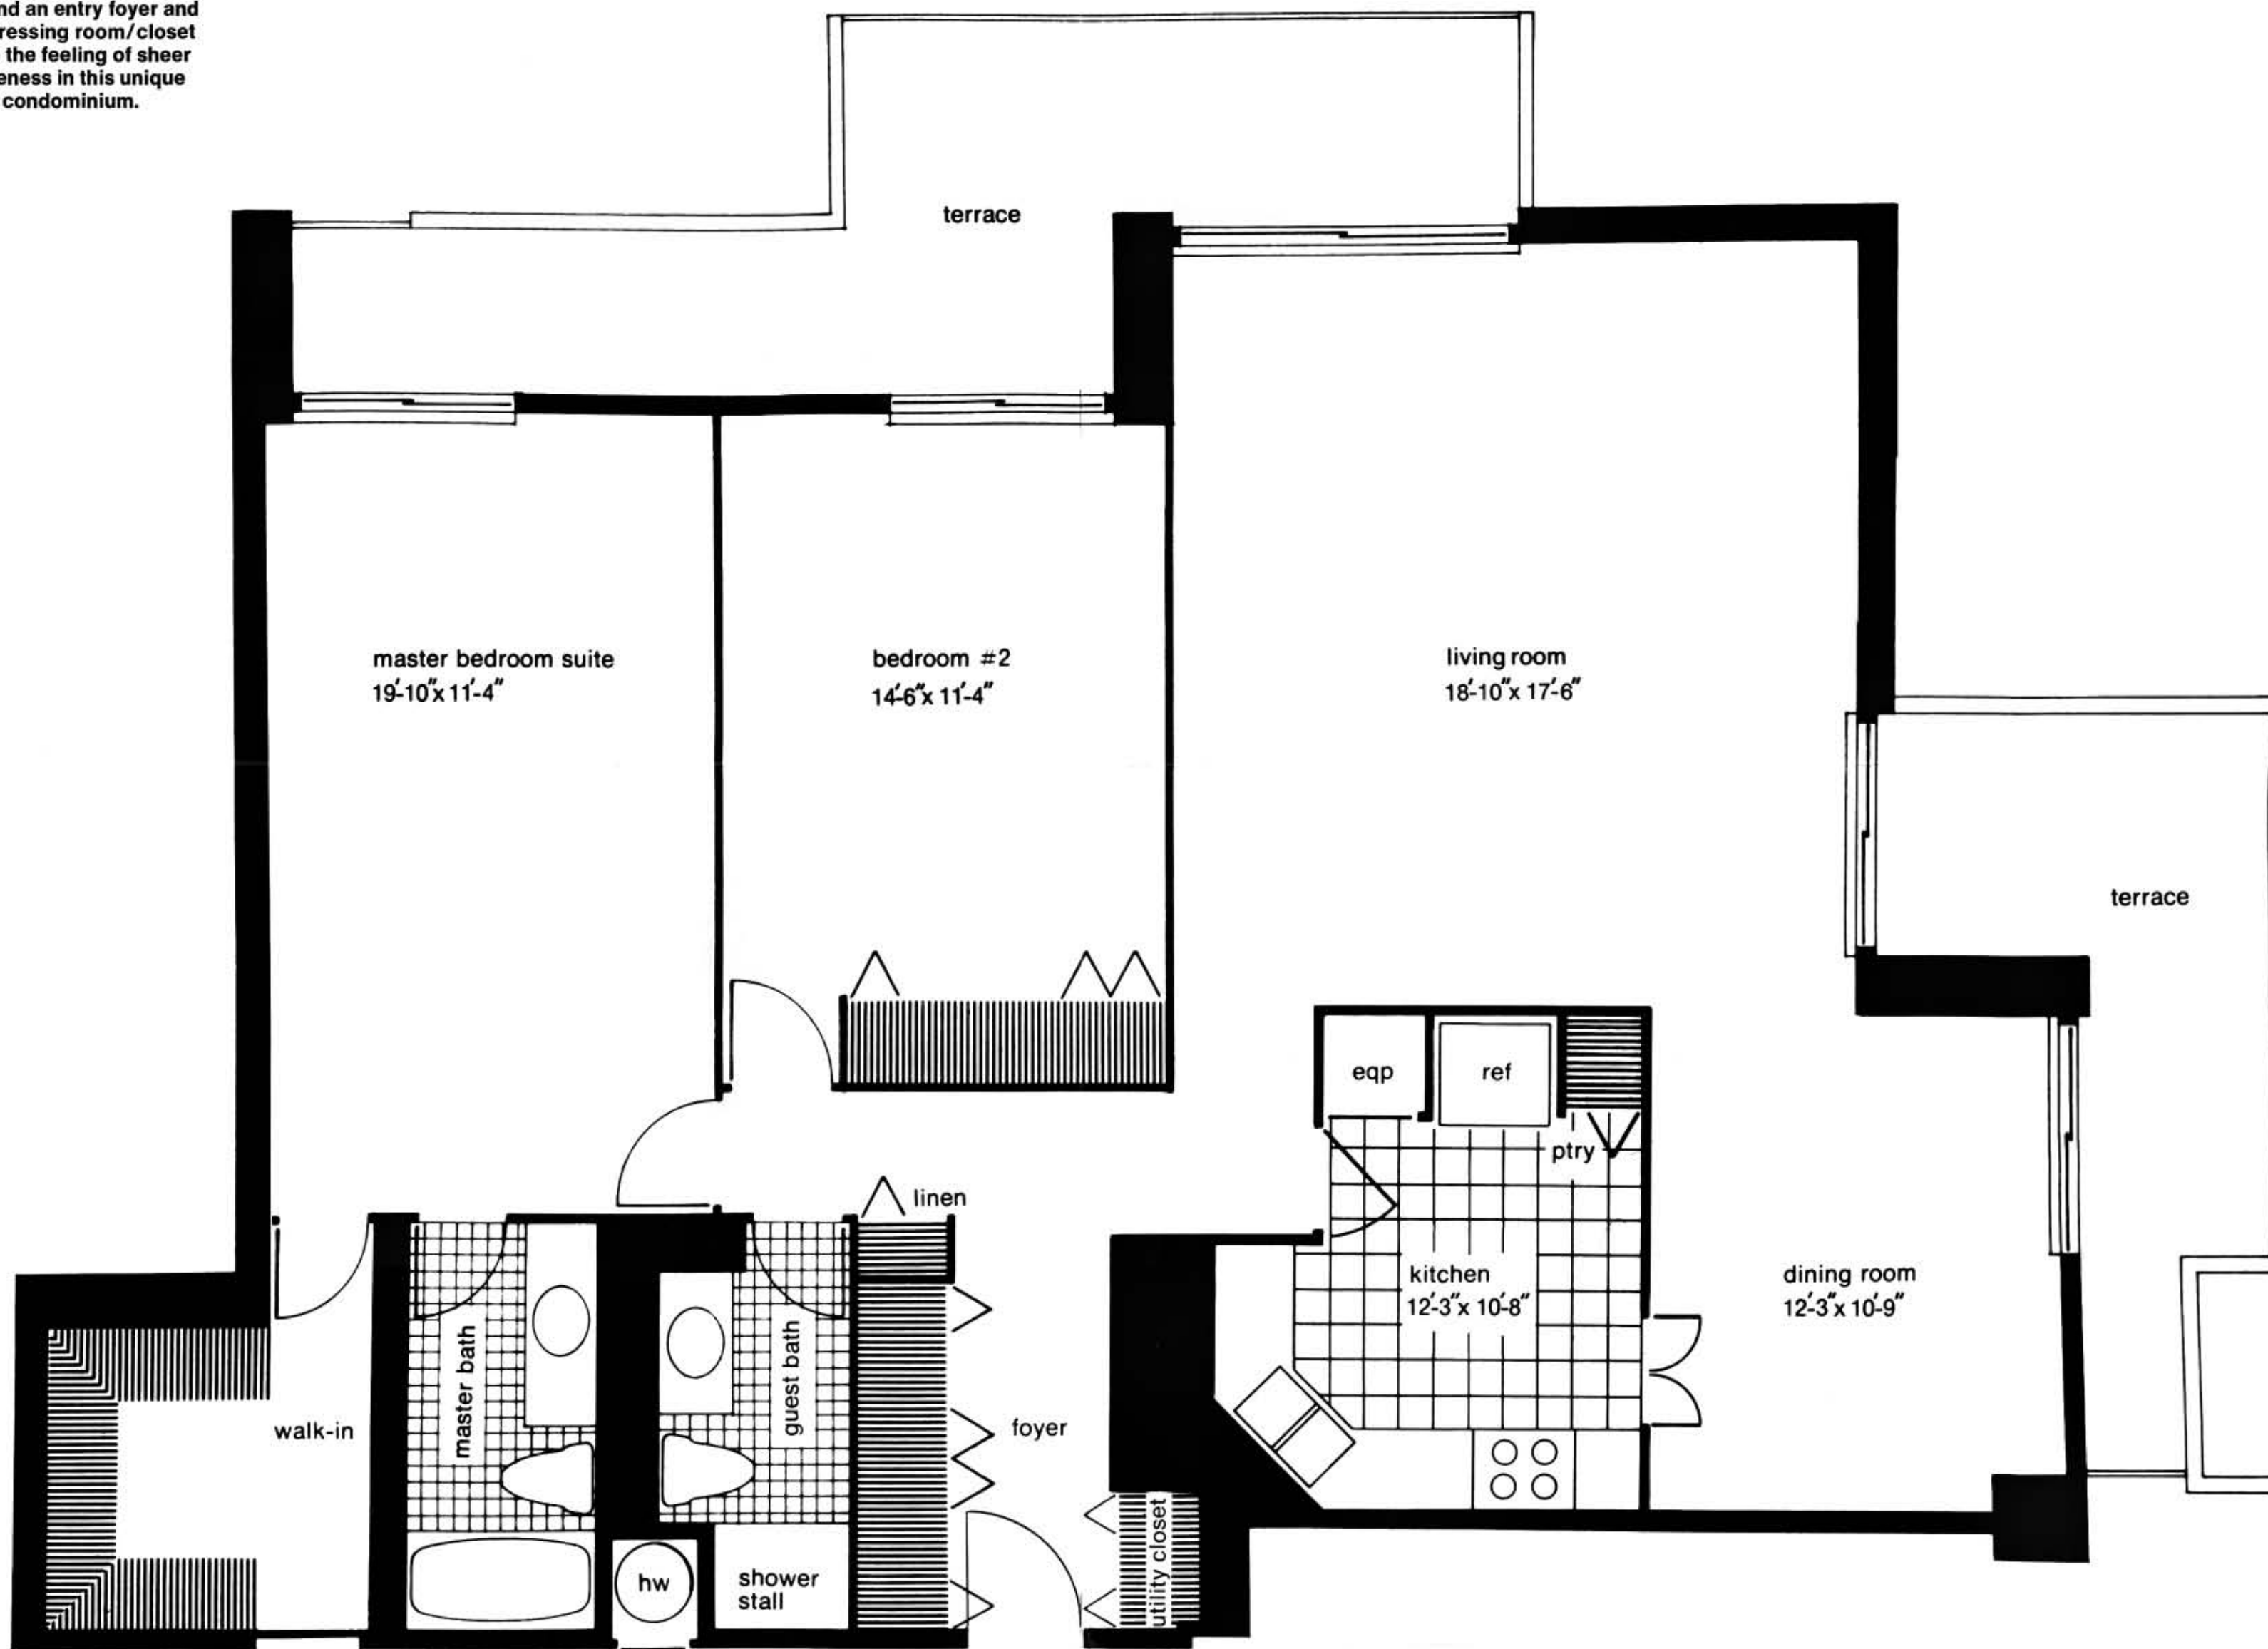 nd an entry foyer and
ressing room/closet
the feeling of sheer
eness in this unique
condominium.
terrace
master bedroom suite
19'-10" x 11'-4"
bedroom #2
14'-6" x 11'-4"
living room
18'-10" x 17'-6"
terrace
eqp
ref
ptry
linen
kitchen
12'-3" x 10'-8"
dining room
12'-3" x 10'-9"
walk-in
master bath
guest bath
foyer
hw
shower
stall
utility closet